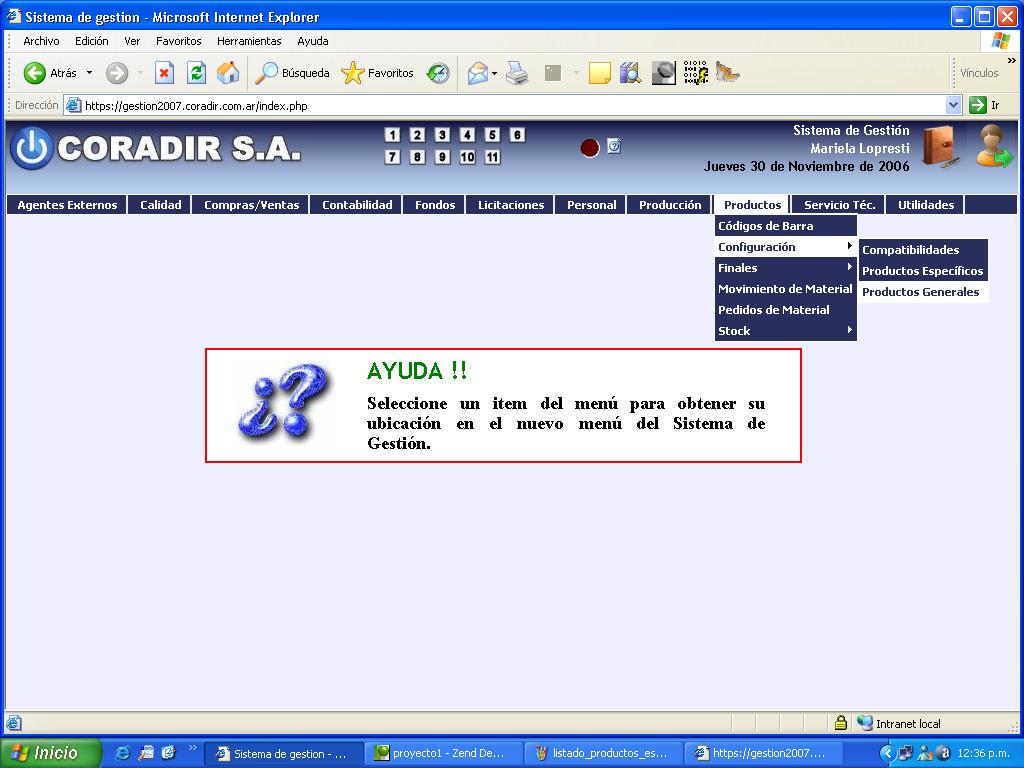 Sistema de gestion - Microsoft Internet Explorer
Archivo Edición Ver Favoritos Herramientas Ayuda
Atrás Búsqueda Favoritos Vínculos »
Dirección https://gestion2007.coradir.com.ar/index.php Ir
CORADIR S.A.
1 2 3 4 5 6
7 8 9 10 11
Sistema de Gestión
Mariela Lopresti
Jueves 30 de Noviembre de 2006
Agentes Externos Calidad Compras/Ventas Contabilidad Fondos Licitaciones Personal Producción Productos Servicio Téc. Utilidades
Códigos de Barra
Configuración
Finales
Movimiento de Material
Pedidos de Material
Stock
Compatibilidades
Productos Específicos
Productos Generales
¿?
AYUDA !!
Seleccione un item del menú para obtener su
ubicación en el nuevo menú del Sistema de
Gestión.
Intranet local
Inicio » Sistema de gestion - ... proyecto1 - Zend De... listado_productos_es... https://gestion2007.... 12:36 p.m.